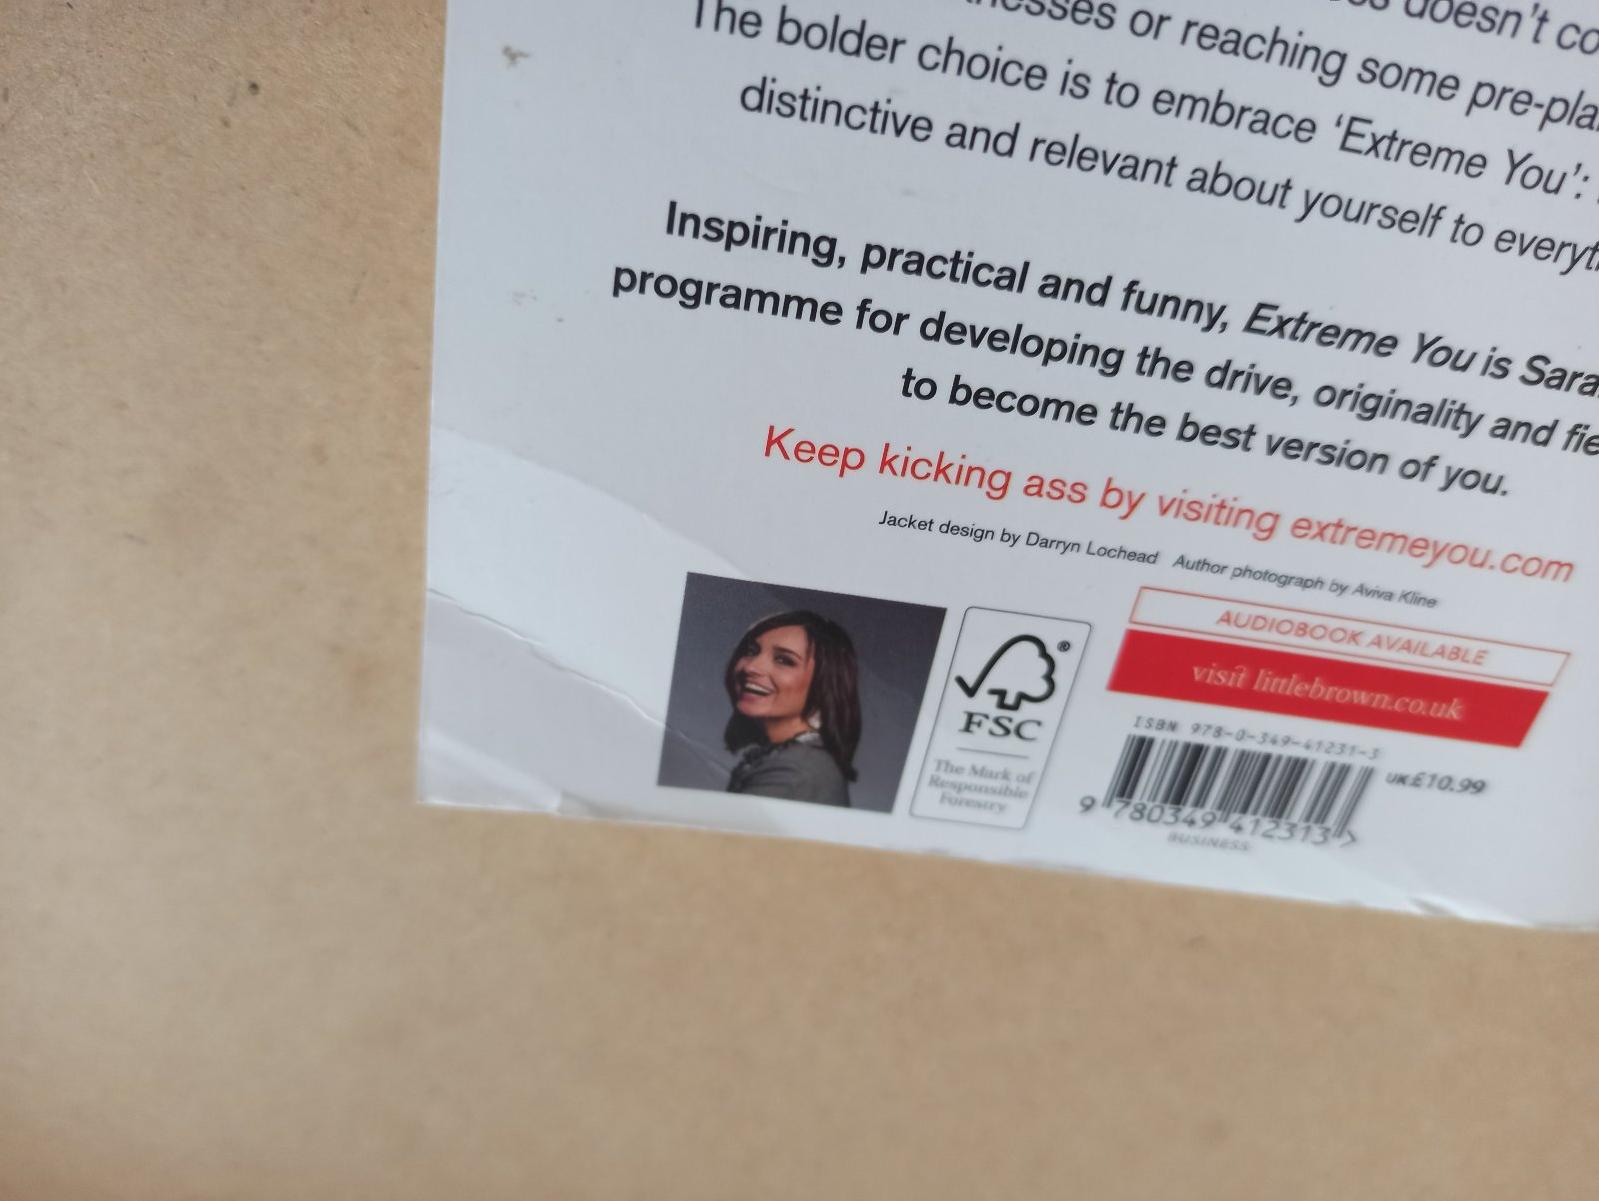 or reaching some
The bolder choice is to embrace ‘Extreme You’:
distinctive and relevant about yourself to
Inspiring, practical and funny, Extreme You is
programme for developing the drive, originality and
to become the best version of you.
Keep kicking ass by visiting extremeyou.com
Jacket design by Darryn Lochead Author photograph by Aviva Kline
AUDIOBOOK AVAILABLE
visit littlebrown.co.uk
FSC
®
The Mark of
Responsible
Forestry
ISBN 978-0-349-41231-3
UK £10.99
9 780349 412313 >
BUSINESS